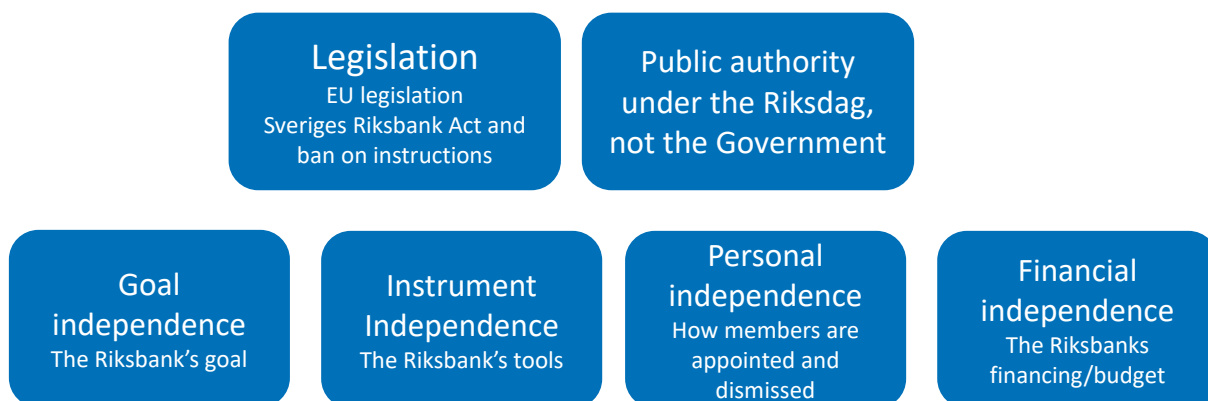 Legislation
EU legislation
Sveriges Riksbank Act and
ban on instructions
Public authority
under the Riksdag,
not the Government
Goal
independence
The Riksbank’s goal
Instrument
Independence
The Riksbank’s tools
Personal
independence
How members are
appointed and
dismissed
Financial
independence
The Riksbanks
financing/budget